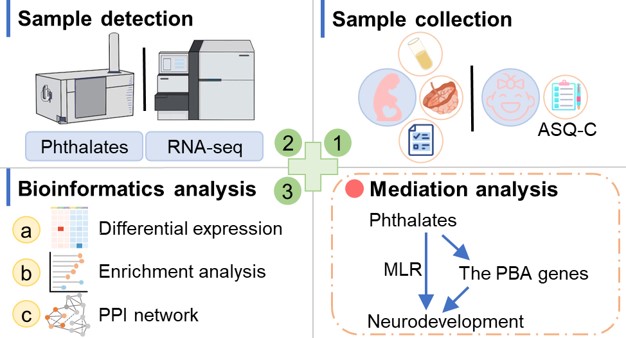 Sample detection
Phthalates
RNA-seq
2
Sample collection
ASQ-C
1
Bioinformatics analysis
3
a
Differential expression
b
Enrichment analysis
c
PPI network
Mediation analysis
Phthalates
MLR
The PBA genes
Neurodevelopment